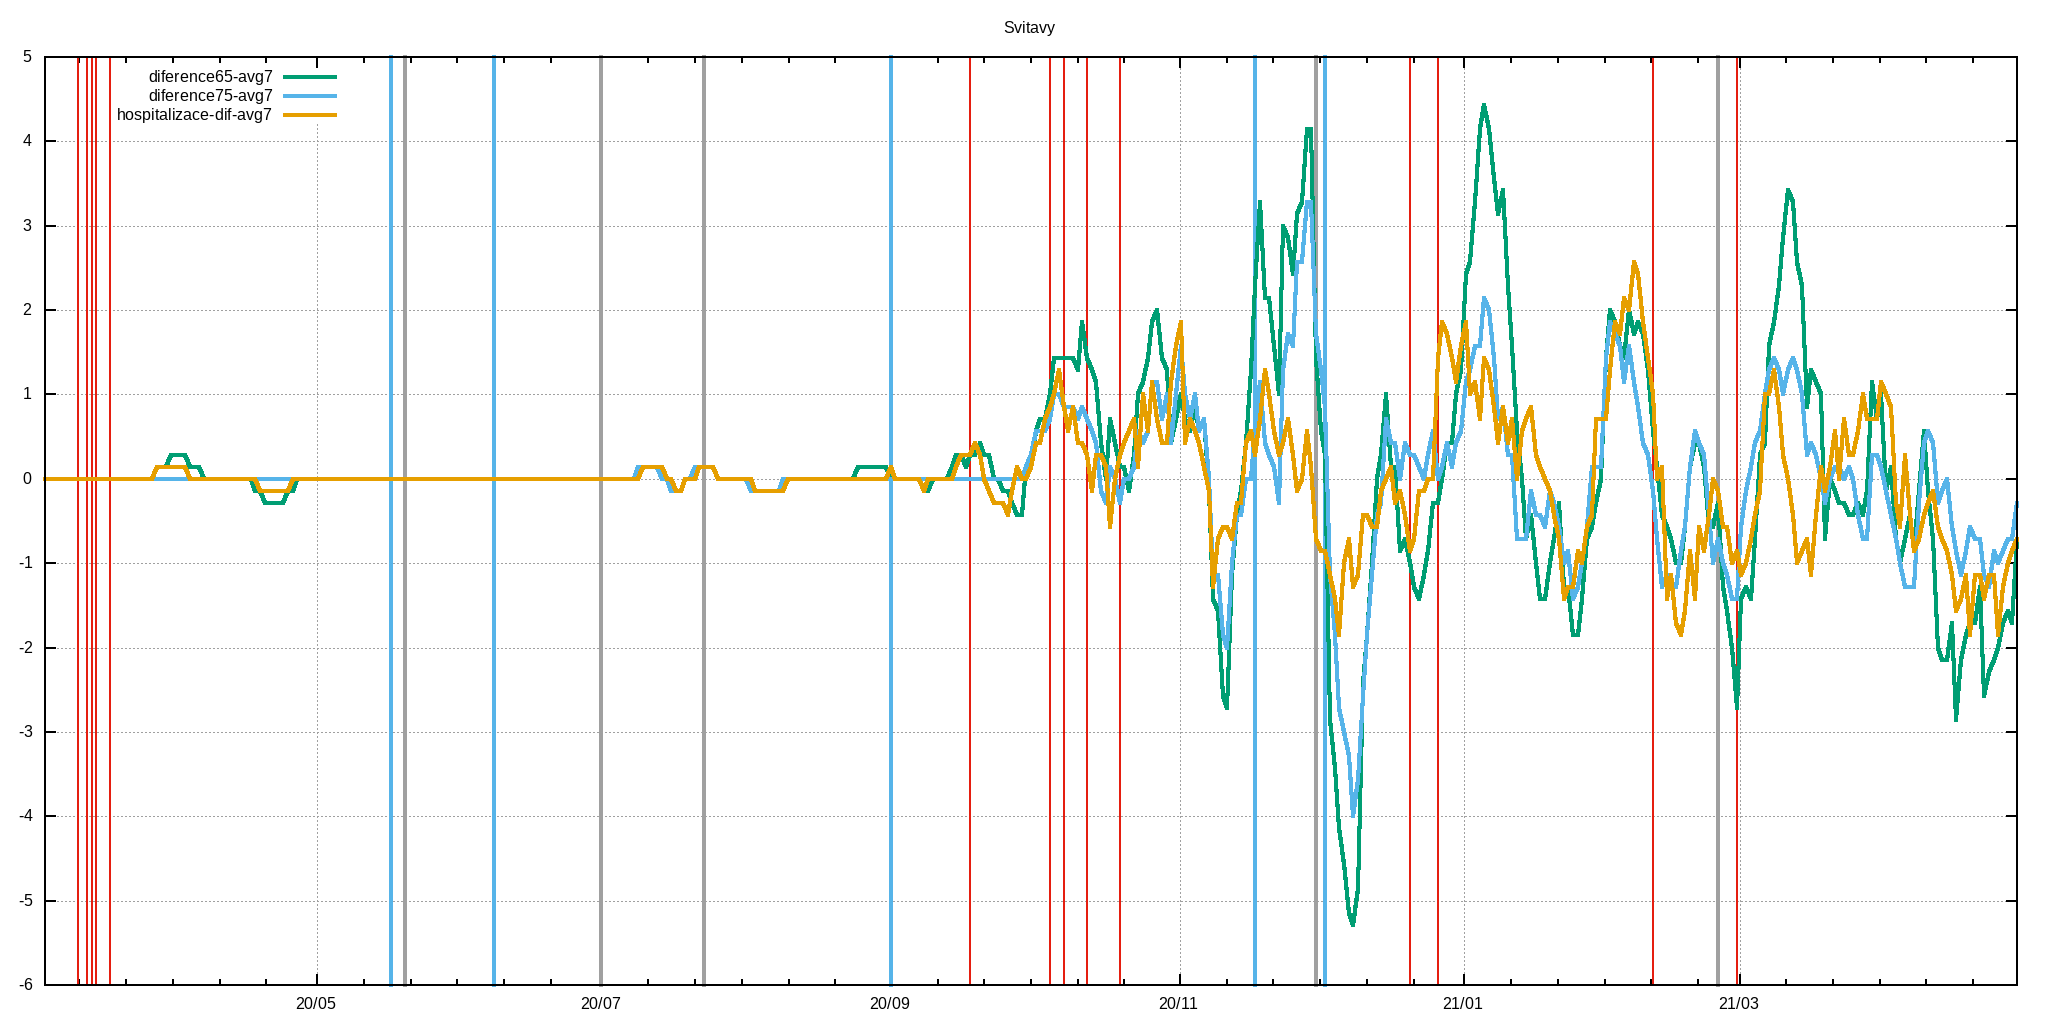 Svitavy
diference65-avg7
diference75-avg7
hospitalizace-dif-avg7
5
4
3
2
1
0
-1
-2
-3
-4
-5
-6
20/05 20/07 20/09 20/11 21/01 21/03